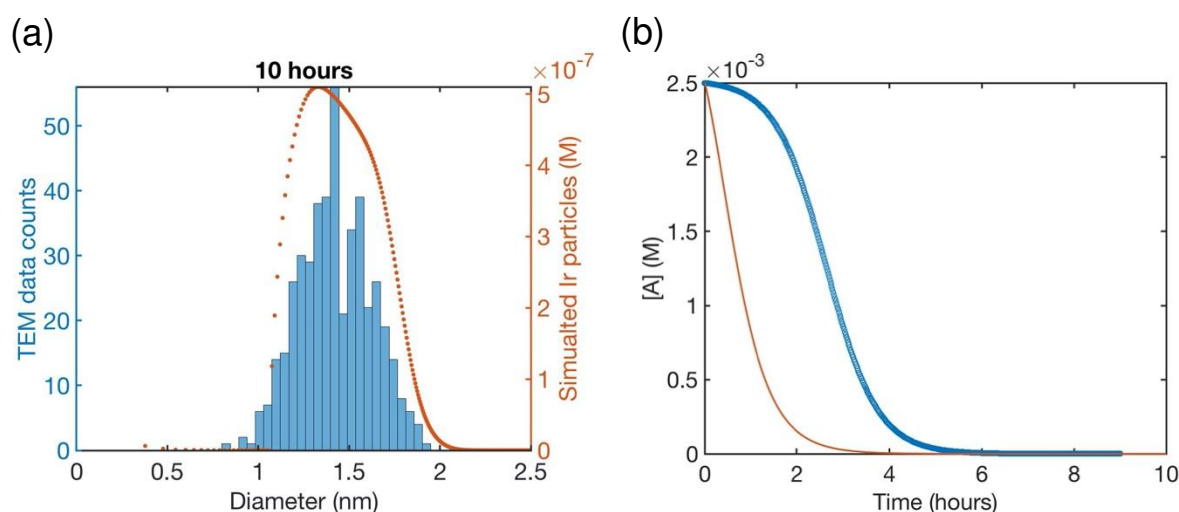 (a)
10 hours
×10⁻⁷
TEM data counts
50
40
30
20
10
0
Simualted Ir particles (M)
5
4
3
2
1
0
0 0.5 1 1.5 2 2.5
Diameter (nm)
(b)
×10⁻³
[A] (M)
2.5
2
1.5
1
0.5
0
0 2 4 6 8 10
Time (hours)